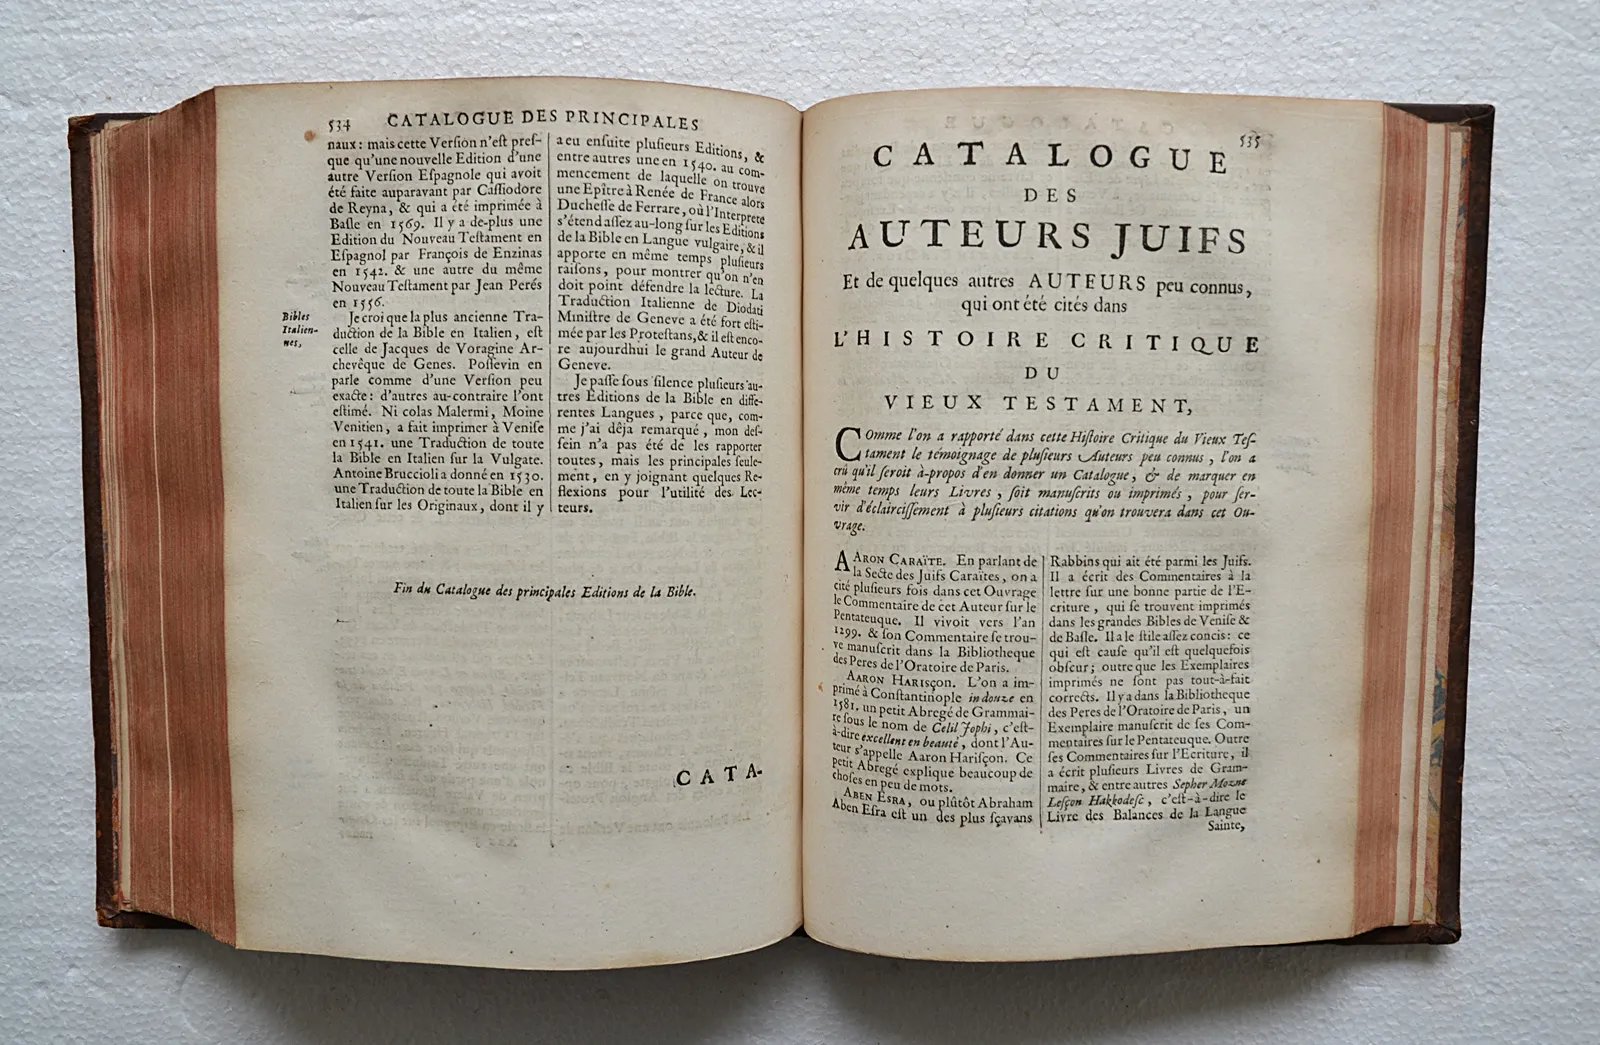 534 CATALOGUE DES PRINCIPALES
naux : mais cette Verſion n'eſt preſ-
que qu'une nouvelle Edition d'une
autre Verſion Eſpagnole qui avoit
été faite auparavant par Caſſiodore
de Reyna, & qui a été imprimée à
Baſle en 1569. Il y a de-plus une
Edition du Nouveau Teſtament en
Eſpagnol par François de Enzinas
en 1542. & une autre du même
Nouveau Teſtament par Jean Perés
en 1556.
Bibles
Italien-
nes,
Je croi que la plus ancienne Tra-
duction de la Bible en Italien, eſt
celle de Jacques de Voragine Ar-
chevêque de Genes. Poſſevin en
parle comme d'une Verſion peu
exacte : d'autres au-contraire l'ont
eſtimé. Ni colas Malermi, Moine
Venitien, a fait imprimer à Veniſe
en 1541. une Traduction de toute
la Bible en Italien ſur la Vulgate.
Antoine Bruccioli a donné en 1530.
une Traduction de toute la Bible en
Italien ſur les Originaux, dont il y
a eu enſuite pluſieurs Editions, &
entre autres une en 1540. au com-
mencement de laquelle on trouve
une Epître à Renée de France alors
Ducheſſe de Ferrare, où l'Interprete
s'étend aſſez au-long ſur les Editions
de la Bible en Langue vulgaire, & il
apporte en même temps pluſieurs
raiſons, pour montrer qu'on n'en
doit point défendre la lecture. La
Traduction Italienne de Diodati
Miniſtre de Geneve a été fort eſti-
mée par les Proteſtans, & il eſt enco-
re aujourdhui le grand Auteur de
Geneve.
Je paſſe ſous ſilence pluſieurs au-
tres Editions de la Bible en diffe-
rentes Langues, parce que, com-
me j'ai dêja remarqué, mon deſ-
ſein n'a pas été de les rapporter
toutes, mais les principales ſeule-
ment, en y joignant quelques Re-
flexions pour l'utilité des Lec-
teurs.
Fin du Catalogue des principales Editions de la Bible.
CATA-
535
CATALOGUE
DES
AUTEURS JUIFS
Et de quelques autres AUTEURS peu connus,
qui ont été cités dans
L'HISTOIRE CRITIQUE
DU
VIEUX TESTAMENT,
COmme l'on a rapporté dans cette Hiſtoire Critique du Vieux Teſ-
tament le témoignage de pluſieurs Auteurs peu connus, l'on a
crû qu'il ſeroit à-propos d'en donner un Catalogue, & de marquer en
même temps leurs Livres, ſoit manuſcrits ou imprimés, pour ſer-
vir d'éclairciſſement à pluſieurs citations qu'on trouvera dans cet Ou-
vrage.
AARON CARAÏTE. En parlant de
la Secte des Juifs Caraïtes, on a
cité pluſieurs fois dans cet Ouvrage
le Commentaire de cet Auteur ſur le
Pentateuque. Il vivoit vers l'an
1299. & ſon Commentaire ſe trou-
ve manuſcrit dans la Bibliotheque
des Peres de l'Oratoire de Paris.
AARON HARISÇON. L'on a im-
primé à Conſtantinople in douze en
1581. un petit Abregé de Grammai-
re ſous le nom de Celil Jophi, c'eſt-
à-dire excellent en beauté, dont l'Au-
teur s'appelle Aaron Hariſçon. Ce
petit Abregé explique beaucoup de
choſes en peu de mots.
ABEN ESRA, ou plûtôt Abraham
Aben Eſra eſt un des plus ſçavans
Rabbins qui ait été parmi les Juifs.
Il a écrit des Commentaires à la
lettre ſur une bonne partie de l'E-
criture, qui ſe trouvent imprimés
dans les grandes Bibles de Veniſe &
de Baſle. Il a le ſtile aſſez concis : ce
qui eſt cauſe qu'il eſt quelquefois
obſcur; outre que les Exemplaires
imprimés ne ſont pas tout-à-fait
corrects. Il y a dans la Bibliotheque
des Peres de l'Oratoire de Paris, un
Exemplaire manuſcrit de ſes Com-
mentaires ſur le Pentateuque. Outre
ſes Commentaires ſur l'Ecriture, il
a écrit pluſieurs Livres de Gram-
maire, & entre autres Sepher Mozne
Leſçon Hakkodeſc, c'eſt-à-dire le
Livre des Balances de la Langue
Sainte,